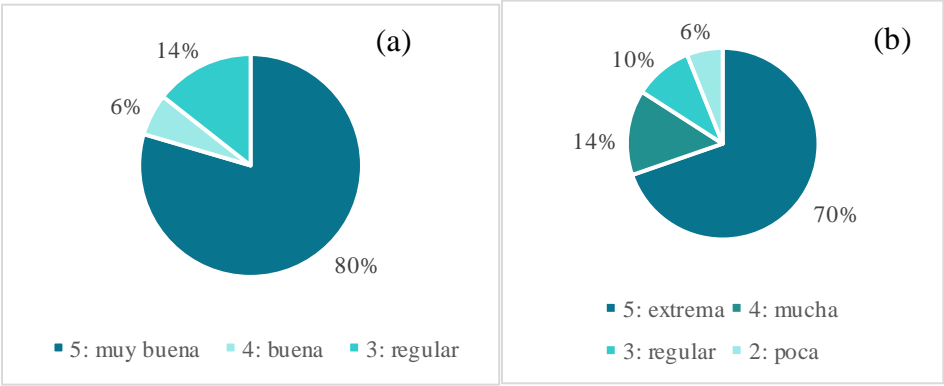 (a)
14%
6%
80%
5: muy buena 4: buena 3: regular
(b)
6%
10%
14%
70%
5: extrema 4: mucha
3: regular 2: poca